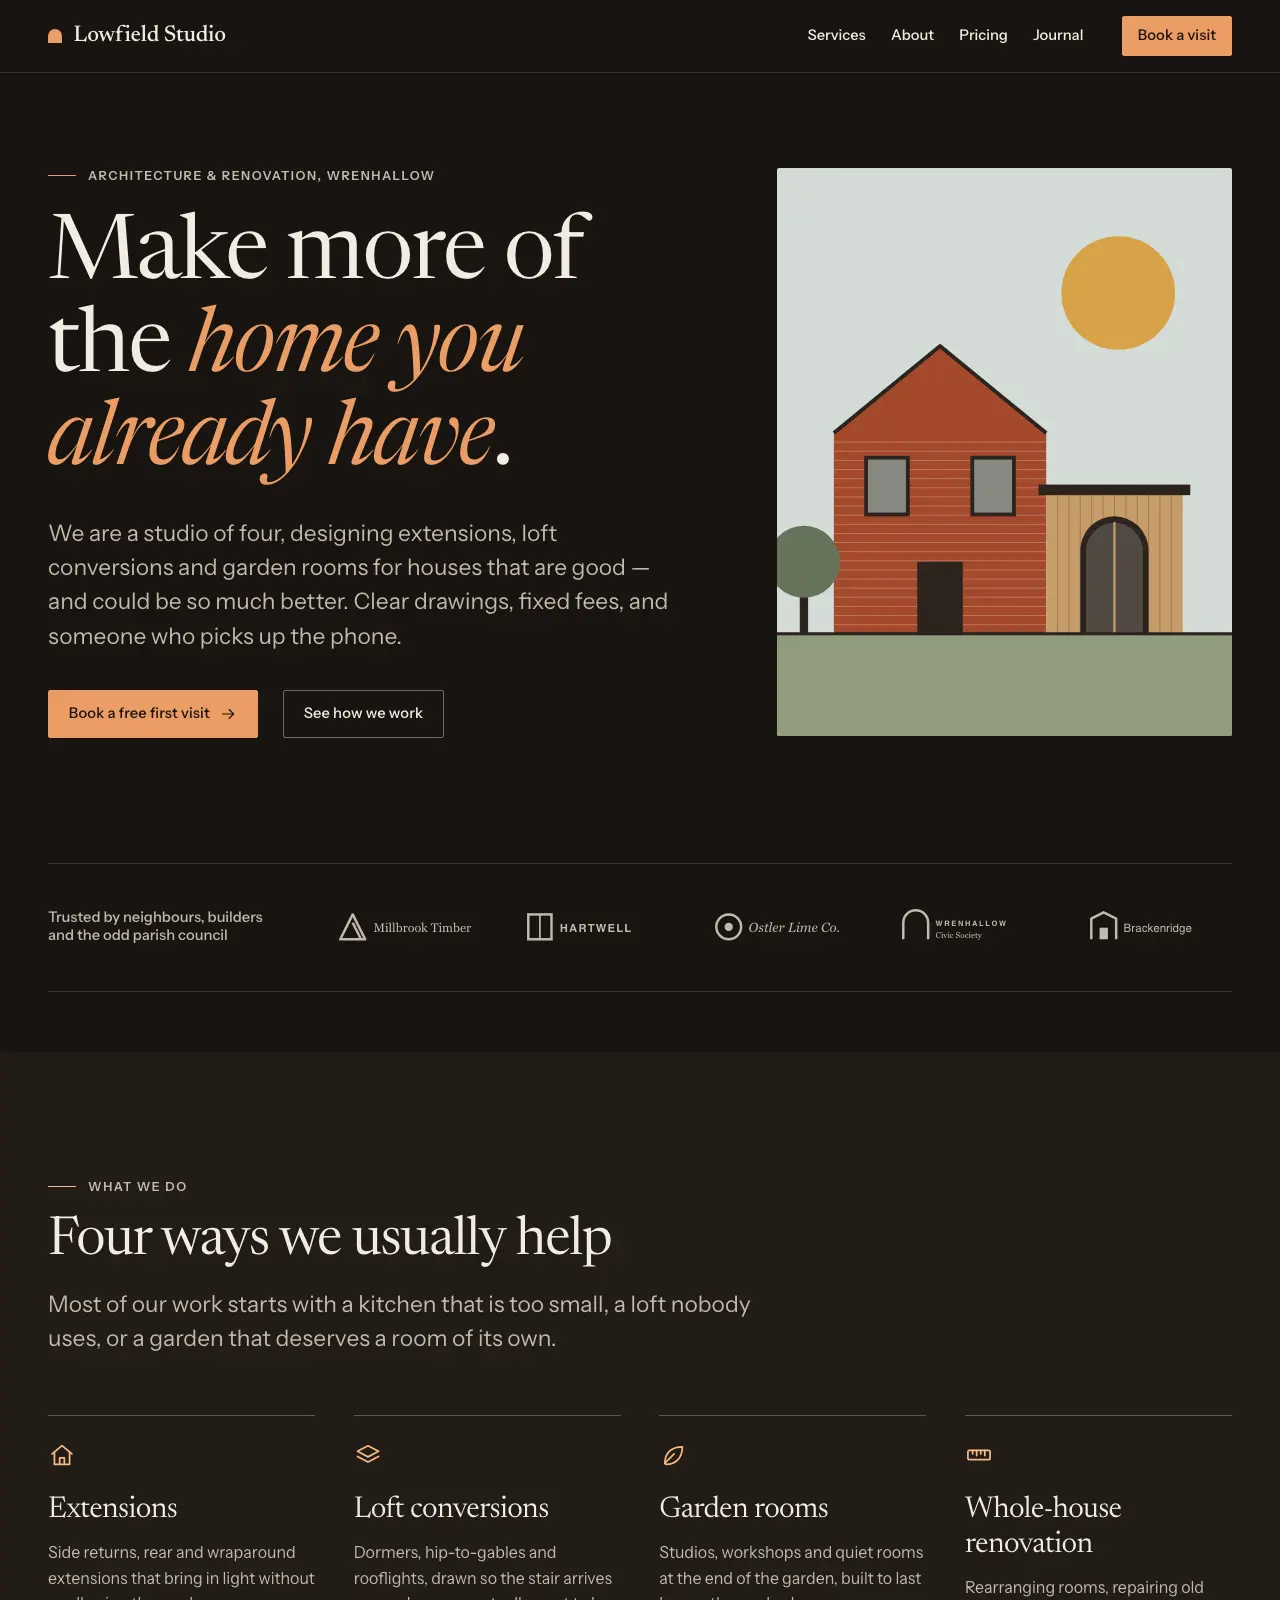 Lowfield Studio
Services
About
Pricing
Journal
Book a visit
ARCHITECTURE & RENOVATION, WRENHALLOW
Make more of
the home you
already have.
We are a studio of four, designing extensions, loft
conversions and garden rooms for houses that are good —
and could be so much better. Clear drawings, fixed fees, and
someone who picks up the phone.
Book a free first visit →
See how we work
Trusted by neighbours, builders
and the odd parish council
Millbrook Timber
HARTWELL
Ostler Lime Co.
WRENHALLOW
Civic Society
Brackenridge
WHAT WE DO
Four ways we usually help
Most of our work starts with a kitchen that is too small, a loft nobody
uses, or a garden that deserves a room of its own.
Extensions
Side returns, rear and wraparound
extensions that bring in light without
Loft conversions
Dormers, hip-to-gables and
rooflights, drawn so the stair arrives
Garden rooms
Studios, workshops and quiet rooms
at the end of the garden, built to last
Whole-house
renovation
Rearranging rooms, repairing old